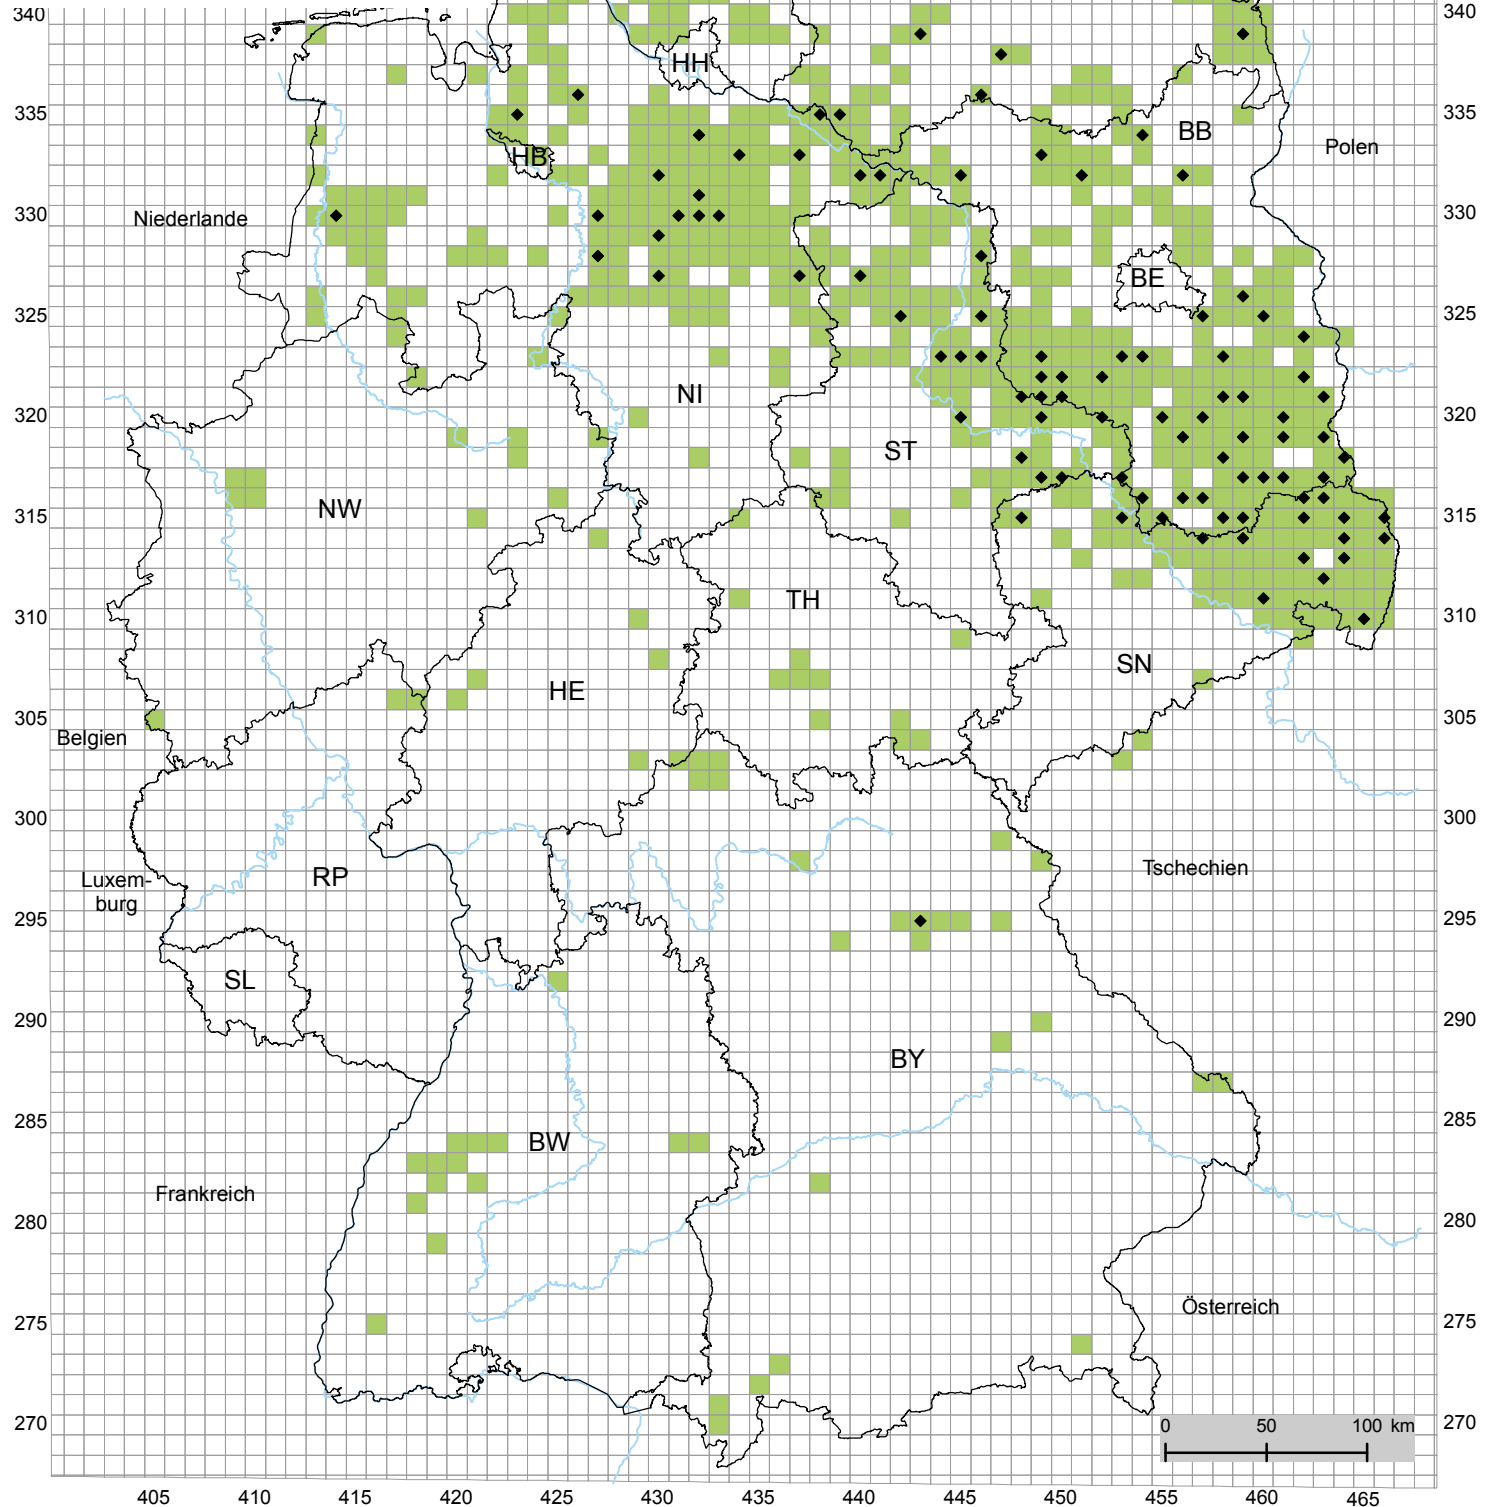 340 340
HH
335 335
BB
Polen
HB
Niederlande
330 330
BE
325 325
NI
320 320
ST
NW
315 315
TH
310 310
SN
HE
305 305
Belgien
300 300
Tschechien
RP
Luxem-
burg
295 295
SL
290 290
BY
285 285
BW
Frankreich
280 280
Österreich
275 275
270 270
0 50 100 km
405 410 415 420 425 430 435 440 445 450 455 460 465